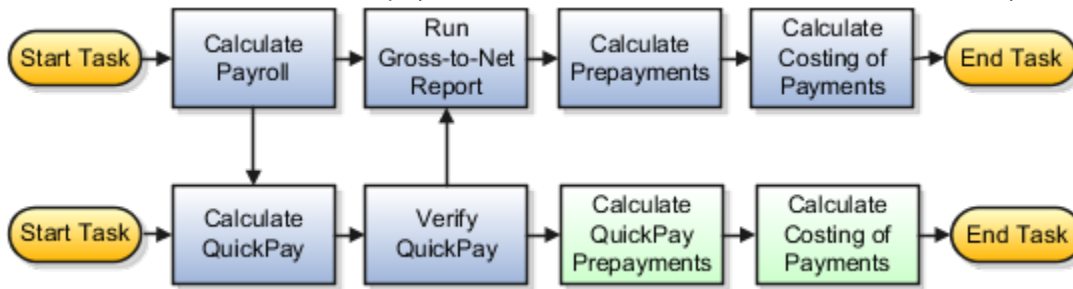 Start Task
Calculate
Payroll
Run
Gross-to-Net
Report
Calculate
Prepayments
Calculate
Costing of
Payments
End Task
Start Task
Calculate
QuickPay
Verify
QuickPay
Calculate
QuickPay
Prepayments
Calculate
Costing of
Payments
End Task